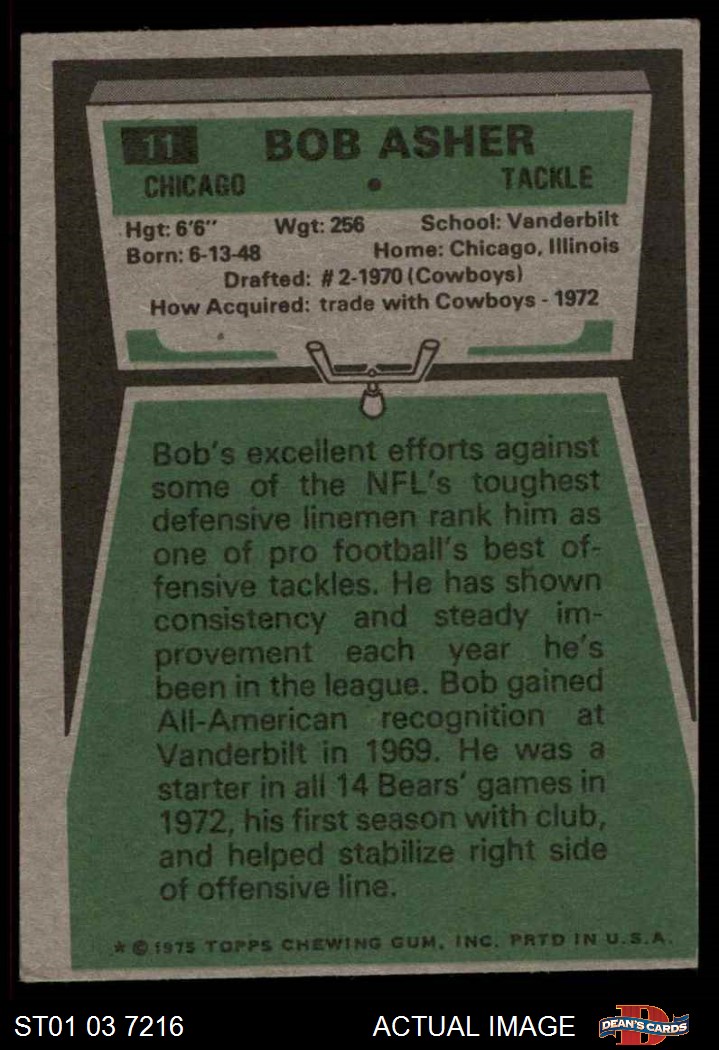 11 BOB ASHER
CHICAGO • TACKLE
Hgt: 6'6" Wgt: 256 School: Vanderbilt
Born: 6-13-48 Home: Chicago, Illinois
Drafted: #2-1970 (Cowboys)
How Acquired: trade with Cowboys - 1972
Bob's excellent efforts against
some of the NFL's toughest
defensive linemen rank him as
one of pro football's best of-
fensive tackles. He has shown
consistency and steady im-
provement each year he's
been in the league. Bob gained
All-American recognition at
Vanderbilt in 1969. He was a
starter in all 14 Bears' games in
1972, his first season with club,
and helped stabilize right side
of offensive line.
* © 1975 TOPPS CHEWING GUM, INC. PRTD IN U.S.A.
ST01 03 7216 ACTUAL IMAGE DEAN'S CARDS